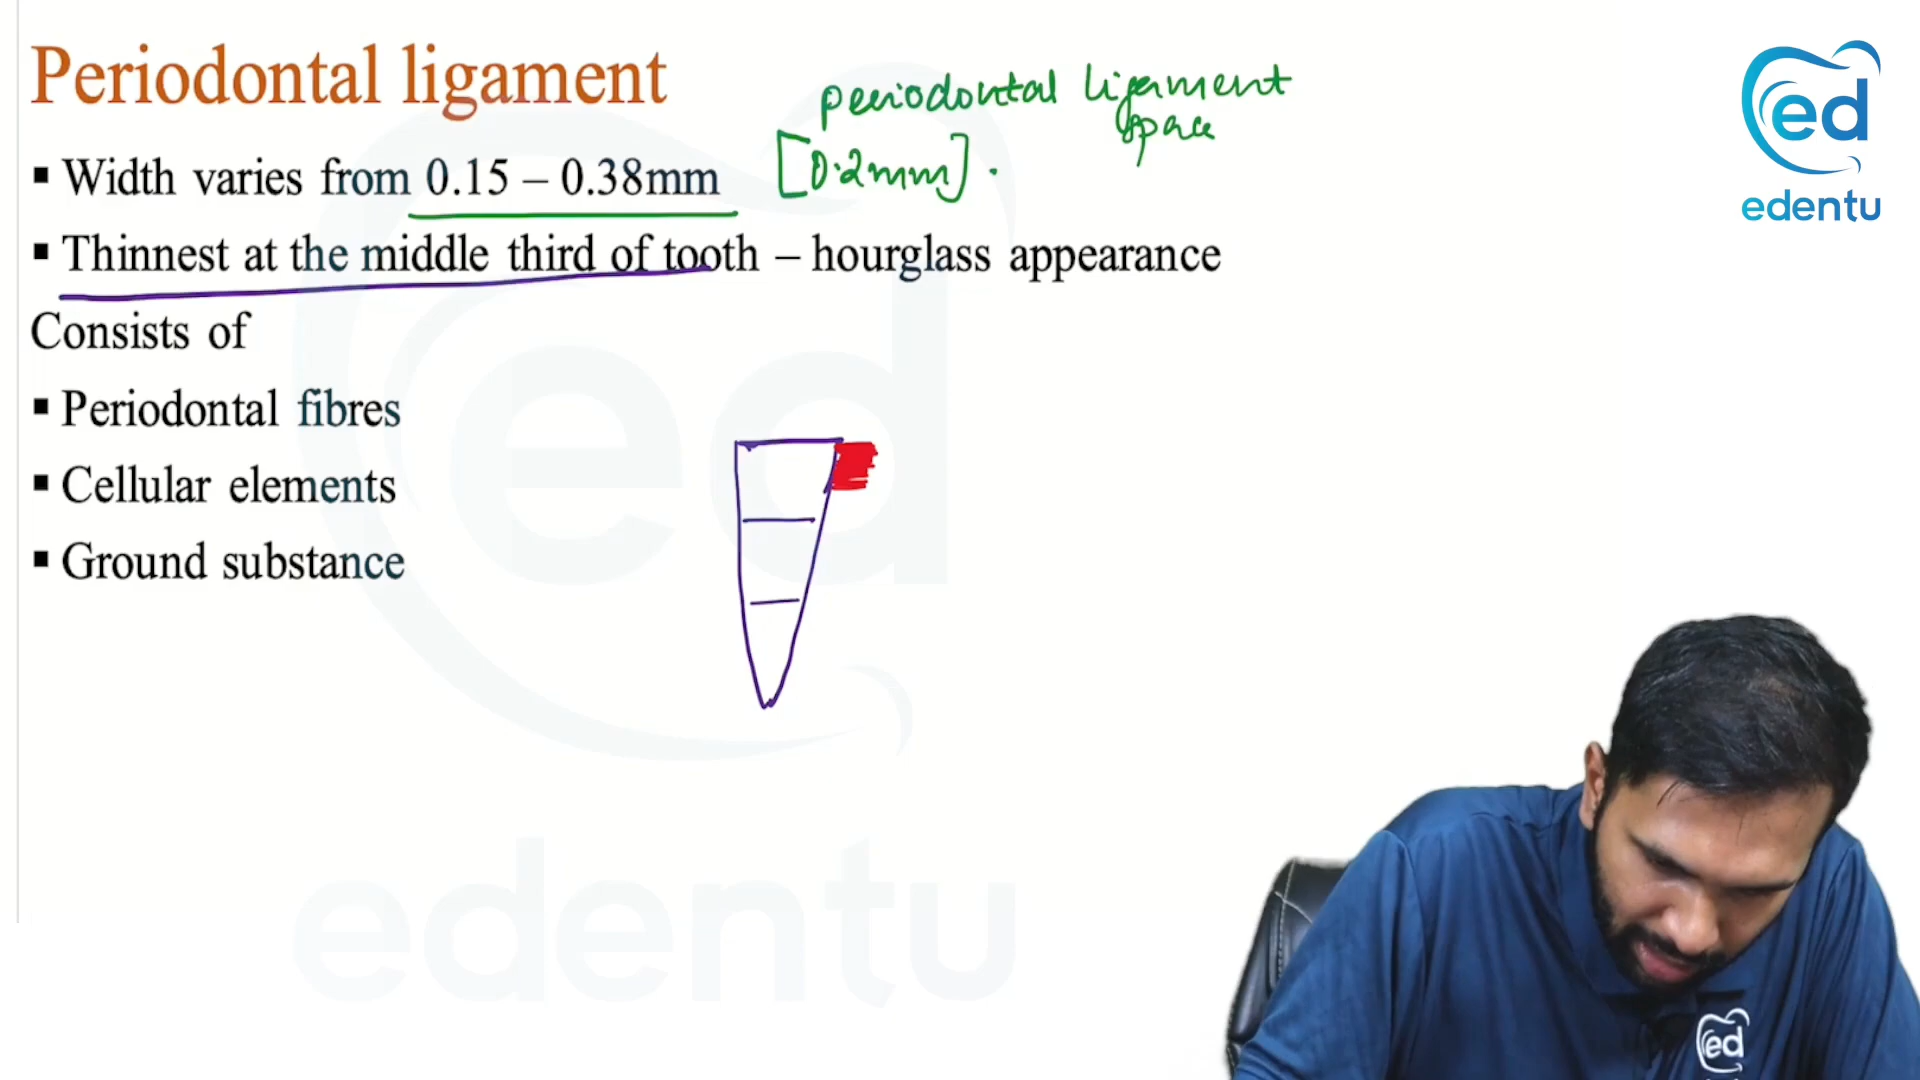 Periodontal ligament
periodontal ligament
space
▪ Width varies from 0.15 – 0.38mm
[0.2mm].
▪ Thinnest at the middle third of tooth – hourglass appearance
Consists of
▪ Periodontal fibres
▪ Cellular elements
▪ Ground substance
ed
edentu
ed
edentu
ed